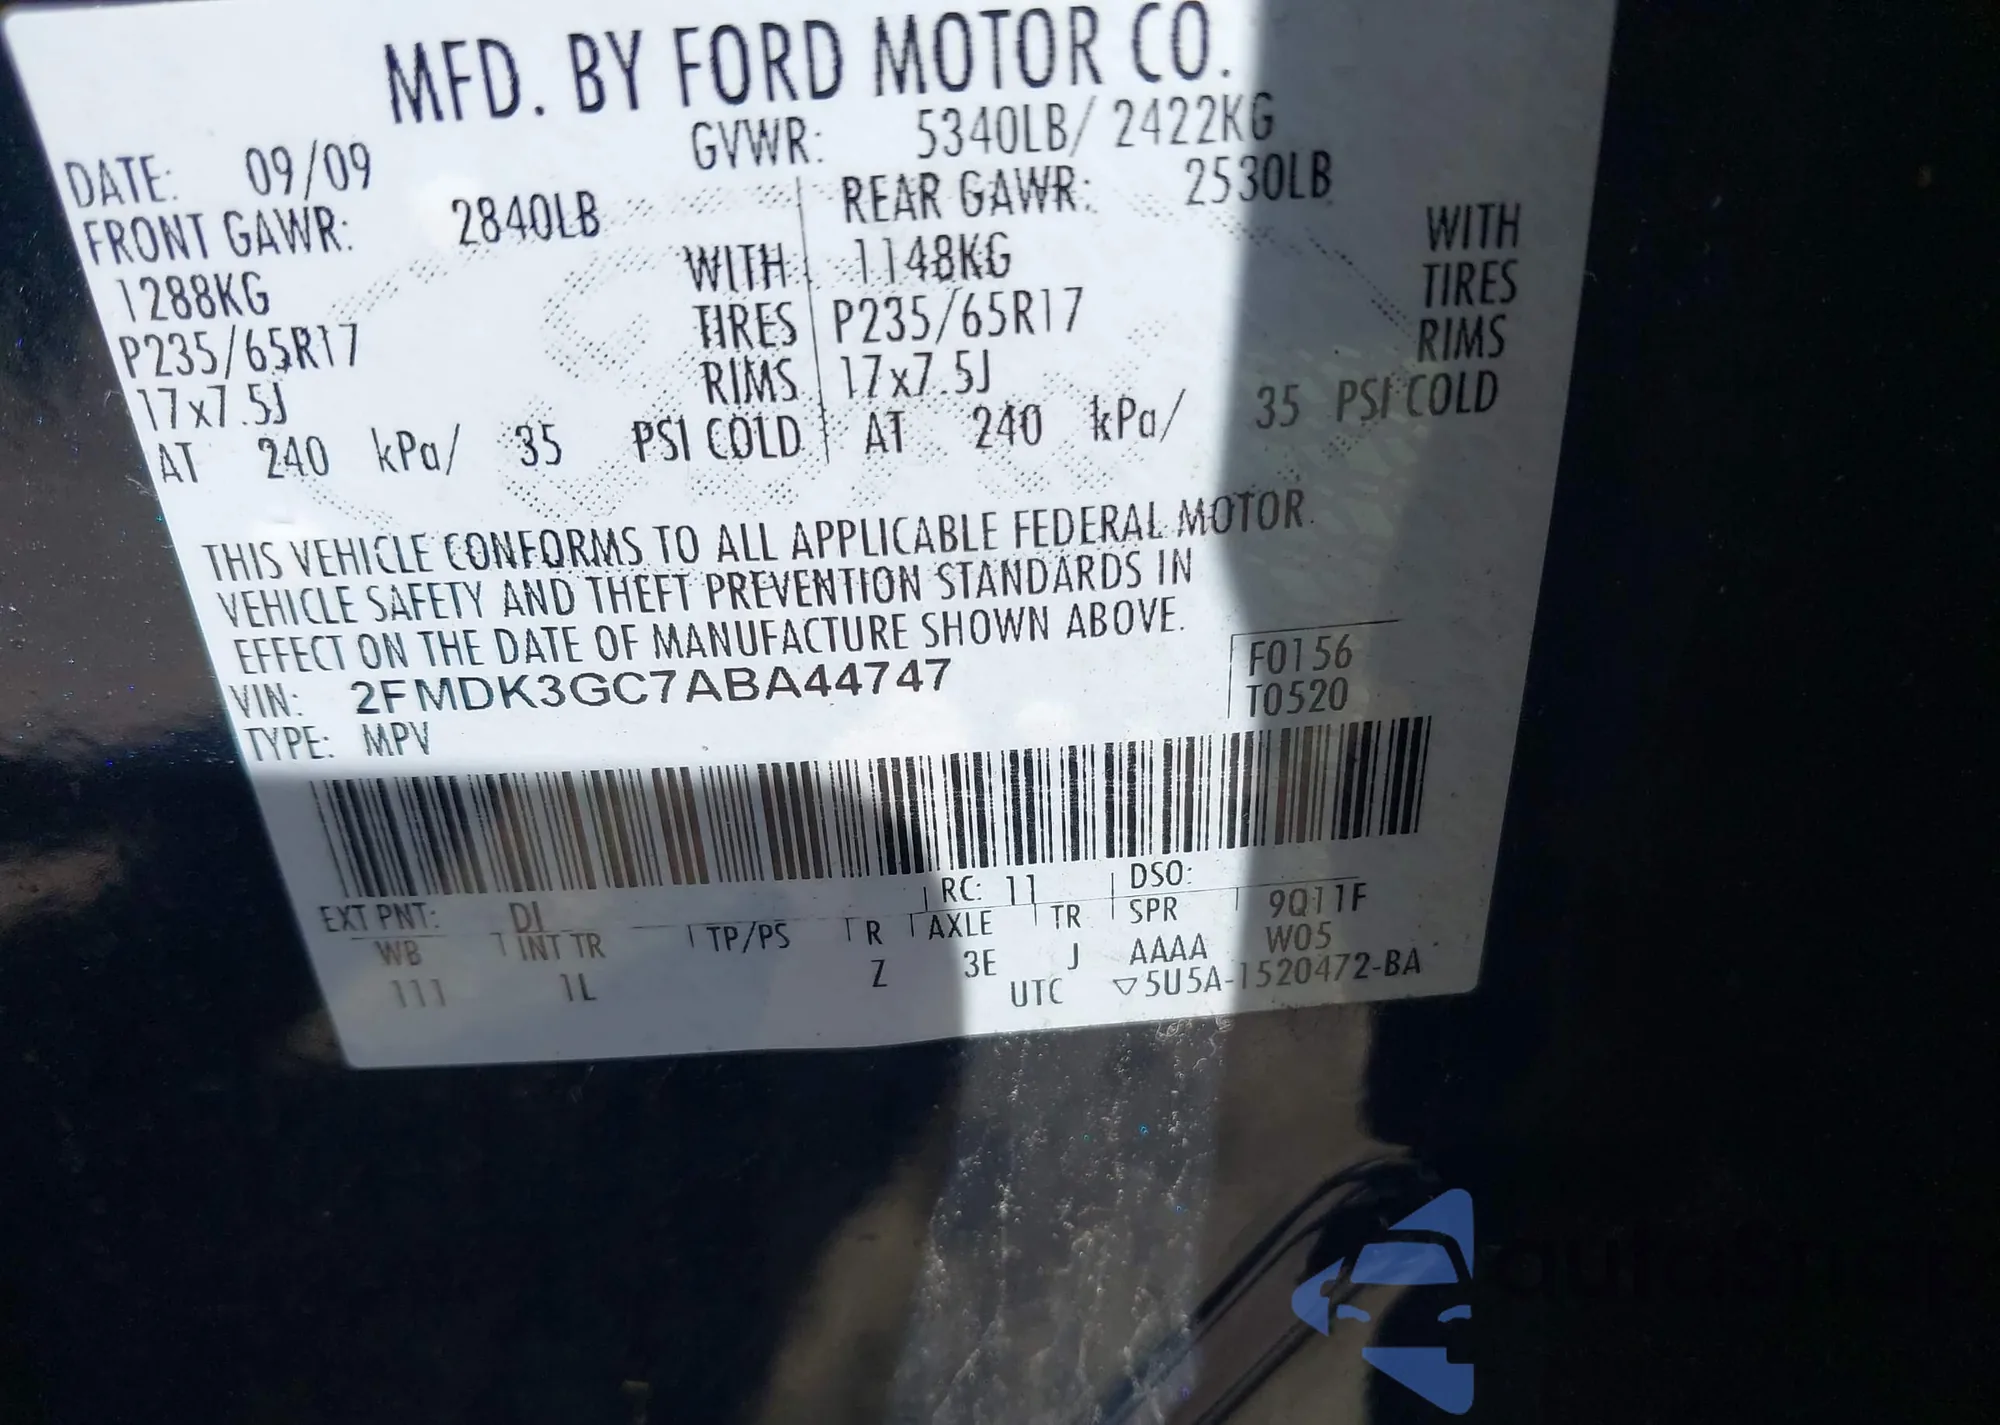 MFD. BY FORD MOTOR CO.
DATE: 09/09 GVWR: 5340LB/ 2422KG
FRONT GAWR: 2840LB REAR GAWR: 2530LB
1288KG WITH 1148KG WITH
P235/65R17 TIRES P235/65R17 TIRES
17x7.5J RIMS 17x7.5J RIMS
AT 240 kPa/ 35 PSI COLD AT 240 kPa/ 35 PSI COLD
THIS VEHICLE CONFORMS TO ALL APPLICABLE FEDERAL MOTOR
VEHICLE SAFETY AND THEFT PREVENTION STANDARDS IN
EFFECT ON THE DATE OF MANUFACTURE SHOWN ABOVE.
VIN: 2FMDK3GC7ABA44747 F0156
TYPE: MPV T0520
EXT PNT: DJ RC: 11 DSO:
WB INT TR TP/PS R AXLE TR SPR 9Q11F
111 1L Z 3E J AAAA W05
UTC ▽5U5A-1520472-BA